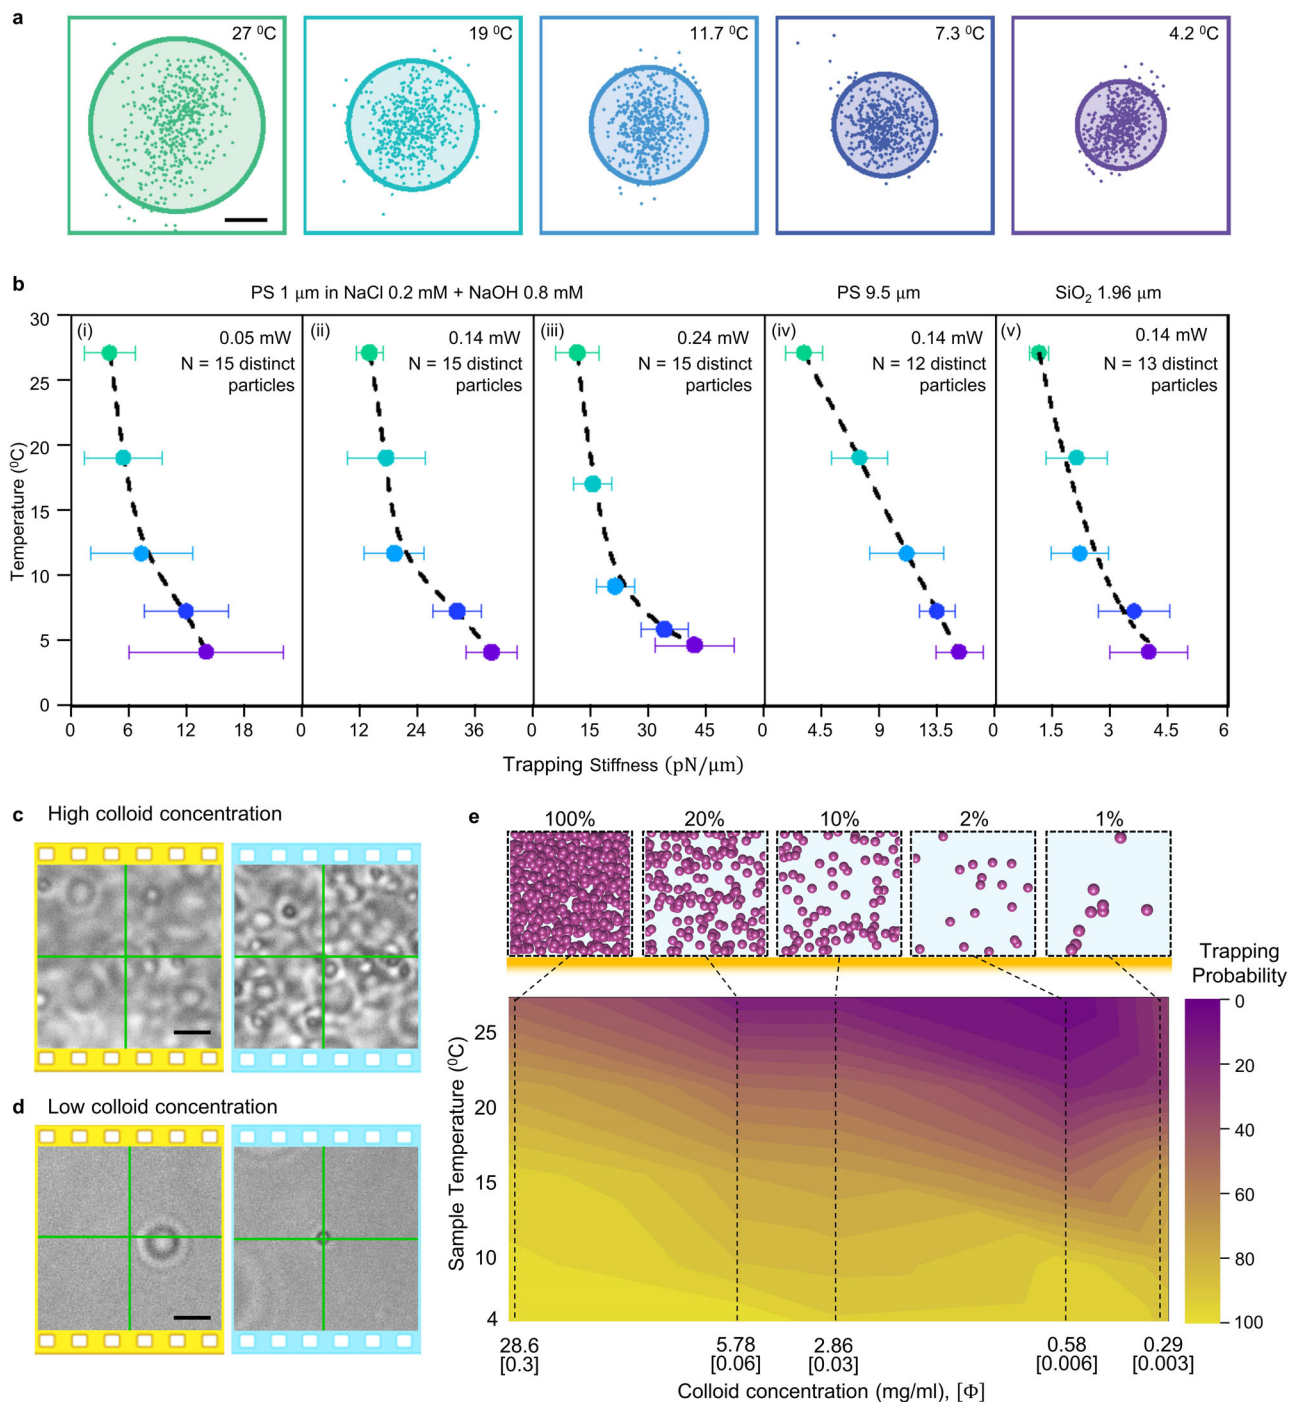 a
27 ⁰C
19 ⁰C
11.7 ⁰C
7.3 ⁰C
4.2 ⁰C
b
PS 1 μm in NaCl 0.2 mM + NaOH 0.8 mM
PS 9.5 μm
SiO₂ 1.96 μm
Temperature (⁰C)
30
25
20
15
10
5
0
(i)
0.05 mW
N = 15 distinct
particles
(ii)
0.14 mW
N = 15 distinct
particles
(iii)
0.24 mW
N = 15 distinct
particles
(iv)
0.14 mW
N = 12 distinct
particles
(v)
0.14 mW
N = 13 distinct
particles
0 6 12 18 0 12 24 36 0 15 30 45 0 4.5 9 13.5 0 1.5 3 4.5 6
Trapping Stiffness (pN/μm)
c High colloid concentration
d Low colloid concentration
e
100% 20% 10% 2% 1%
Trapping
Probability
0
20
40
60
80
100
Sample Temperature (⁰C)
25
20
15
10
4
28.6 5.78 2.86 0.58 0.29
[0.3] [0.06] [0.03] [0.006] [0.003]
Colloid concentration (mg/ml), [Φ]